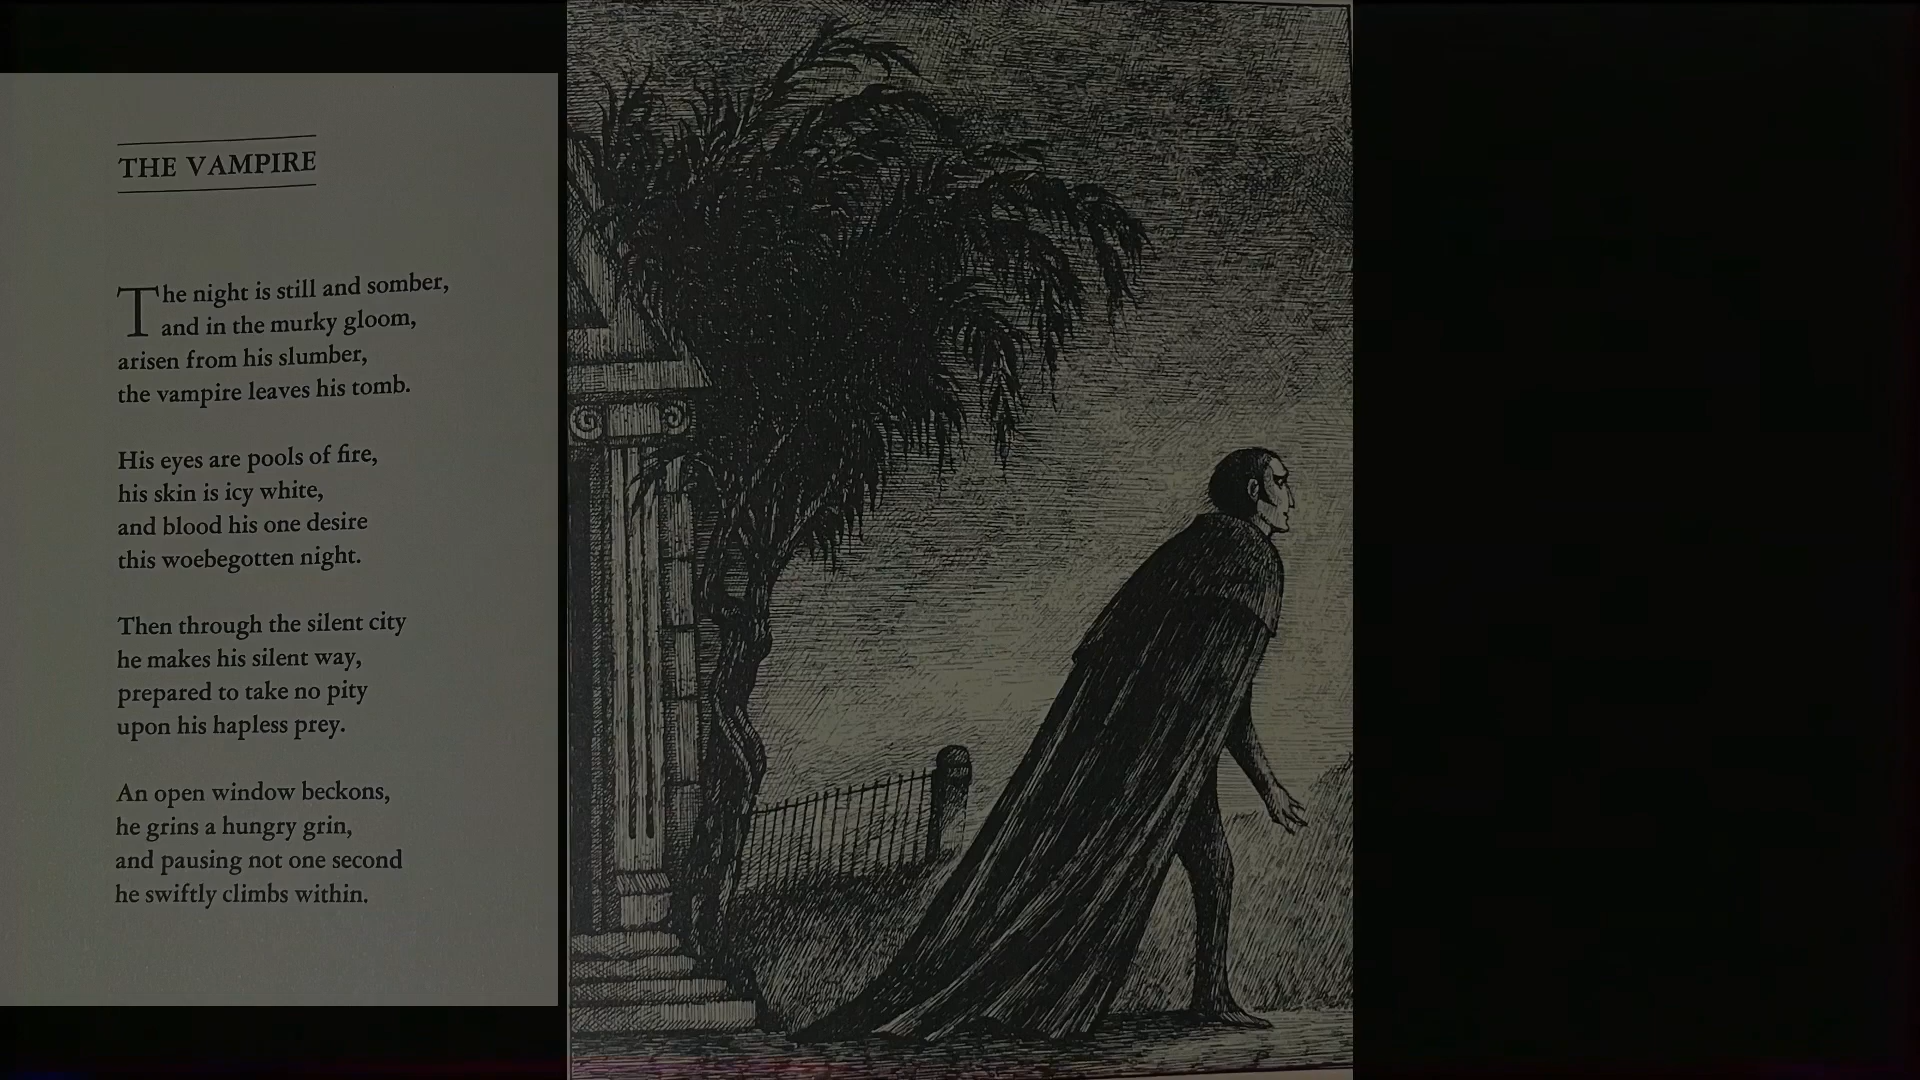 THE VAMPIRE
The night is still and somber,
and in the murky gloom,
arisen from his slumber,
the vampire leaves his tomb.
His eyes are pools of fire,
his skin is icy white,
and blood his one desire
this woebegotten night.
Then through the silent city
he makes his silent way,
prepared to take no pity
upon his hapless prey.
An open window beckons,
he grins a hungry grin,
and pausing not one second
he swiftly climbs within.